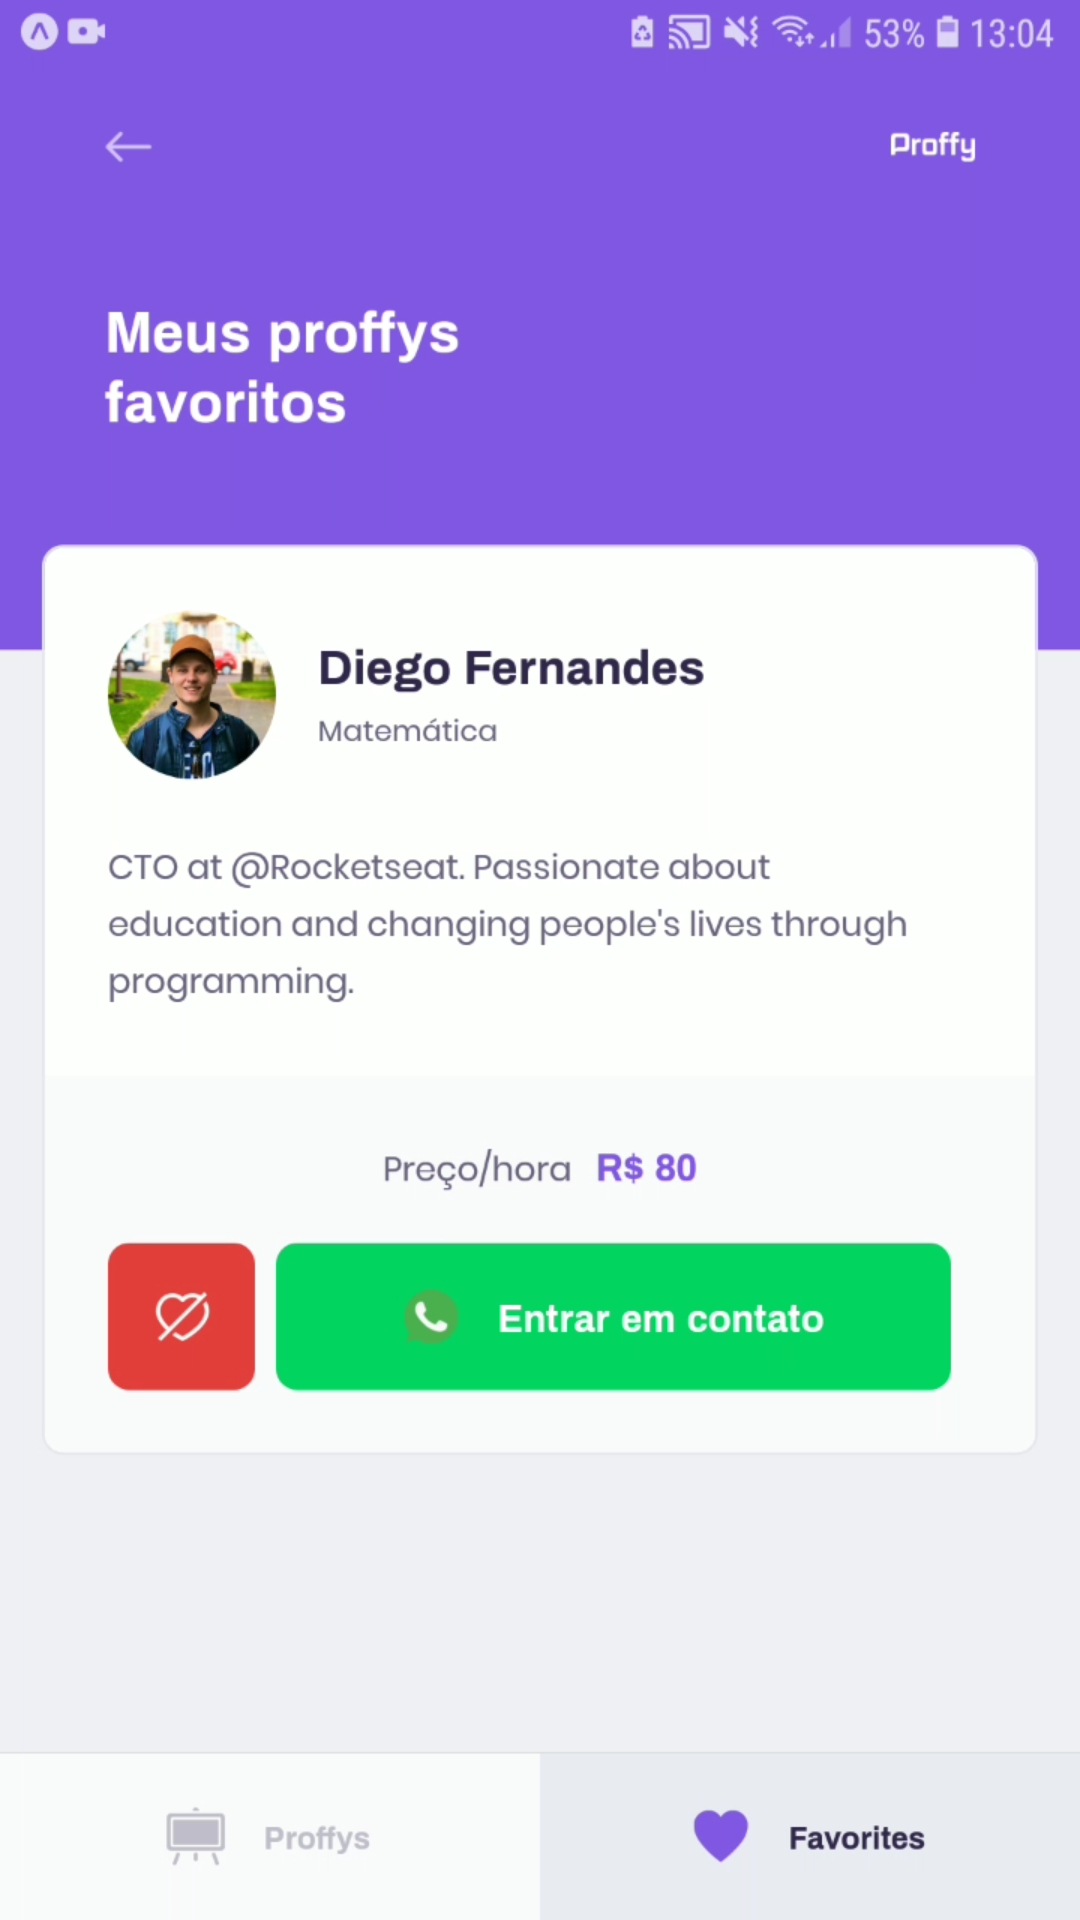 53% 13:04
Proffy
Meus proffys
favoritos
Diego Fernandes
Matemática
CTO at @Rocketseat. Passionate about
education and changing people's lives through
programming.
Preço/hora R$ 80
Entrar em contato
Proffys
Favorites